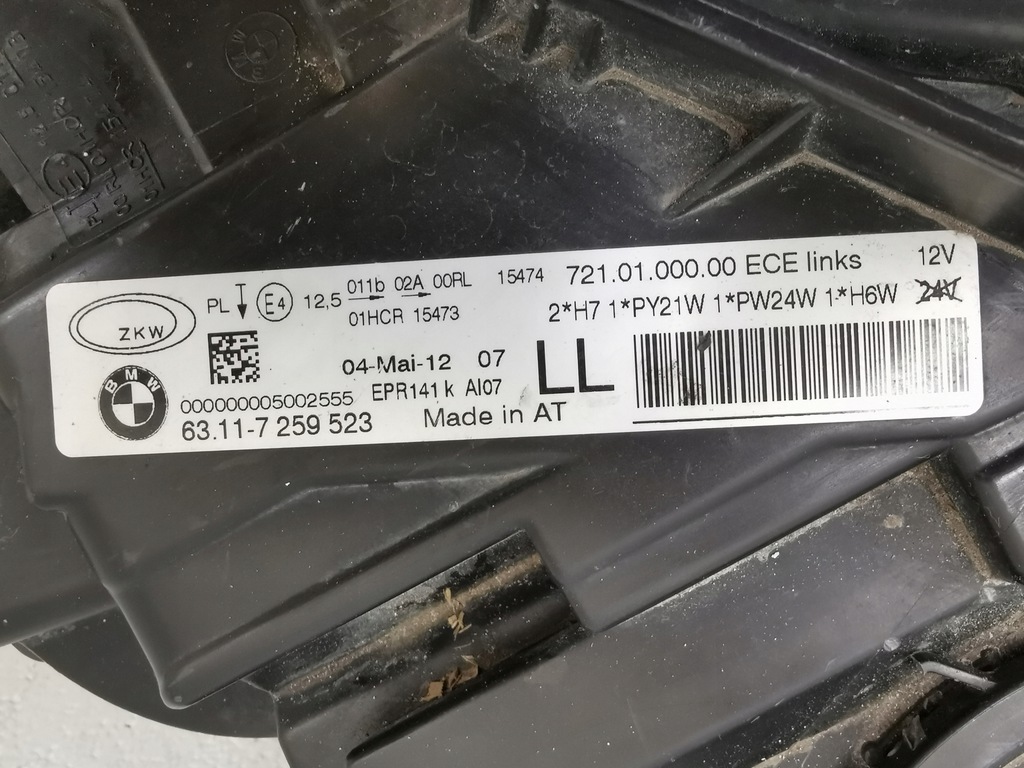 ZKW
PL E4 12,5 011b 02A 00RL 15474
01HCR 15473
721.01.000.00 ECE links 12V
2*H7 1*PY21W 1*PW24W 1*H6W 24V
BMW
04-Mai-12 07
EPR141 k AI07
LL
000000005002555
63.11-7 259 523
Made in AT